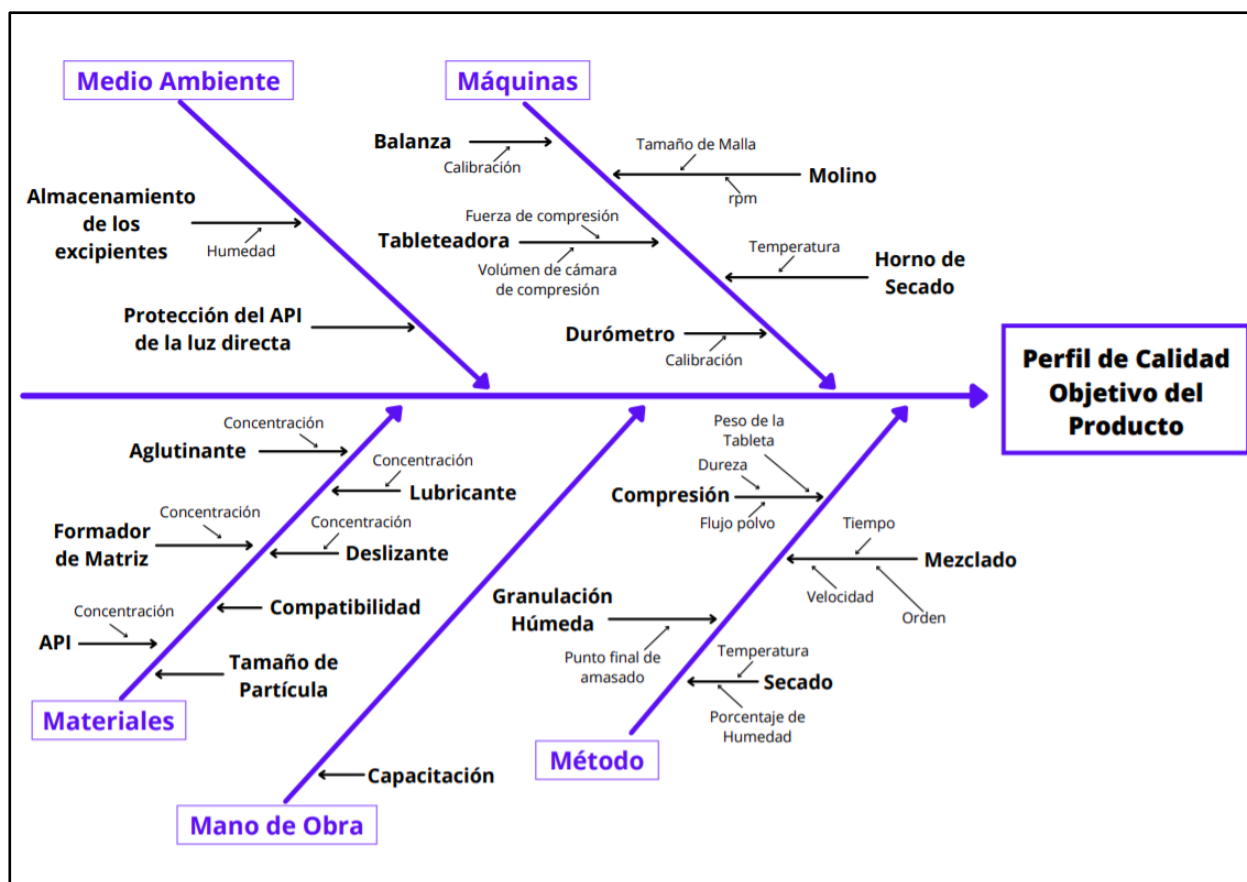 Medio Ambiente
Máquinas
Balanza
Calibración
Tamaño de Malla
Molino
rpm
Almacenamiento
de los
excipientes
Humedad
Fuerza de compresión
Tableteadora
Volúmen de cámara
de compresión
Temperatura
Horno de
Secado
Protección del API
de la luz directa
Durómetro
Calibración
Perfil de Calidad
Objetivo del
Producto
Concentración
Aglutinante
Concentración
Lubricante
Concentración
Formador
de Matriz
Concentración
Deslizante
Compatibilidad
Concentración
API
Tamaño de
Partícula
Materiales
Capacitación
Mano de Obra
Peso de la
Tableta
Dureza
Compresión
Flujo polvo
Tiempo
Mezclado
Velocidad
Orden
Granulación
Húmeda
Punto final de
amasado
Temperatura
Secado
Porcentaje de
Humedad
Método